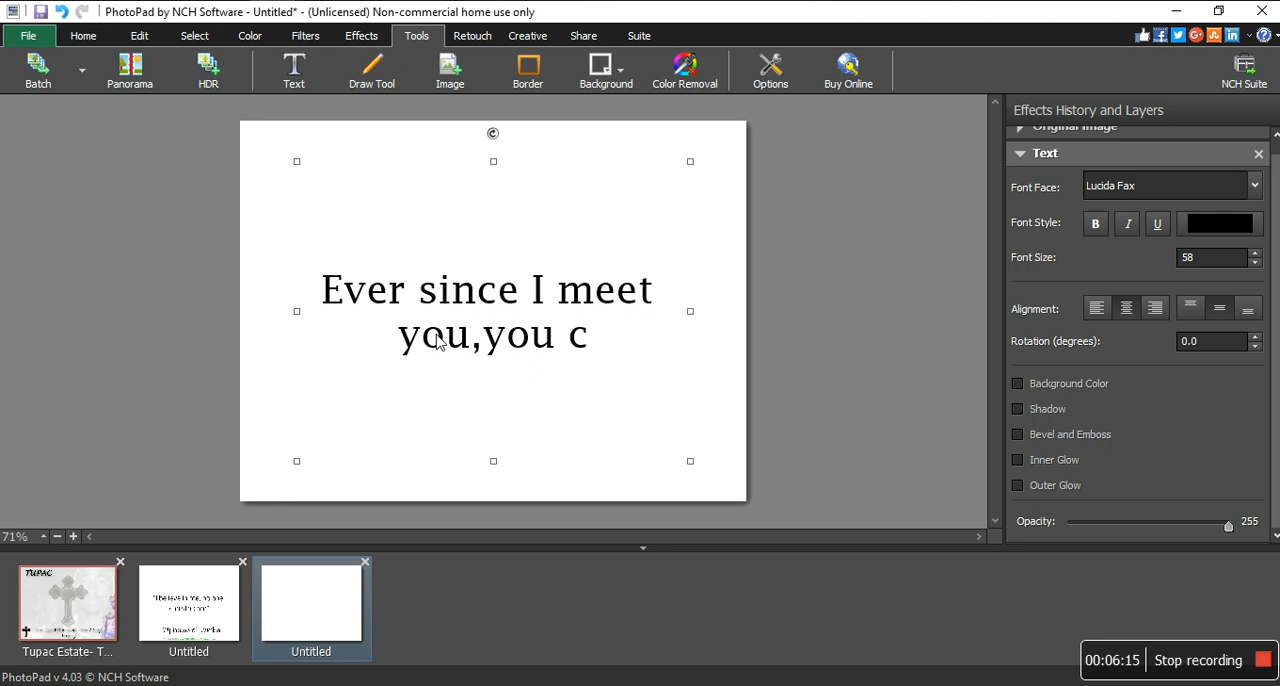 PhotoPad by NCH Software - Untitled* - (Unlicensed) Non-commercial home use only
File Home Edit Select Color Filters Effects Tools Retouch Creative Share Suite
Batch Panorama HDR Text Draw Tool Image Border Background Color Removal Options Buy Online NCH Suite
Effects History and Layers
Original Image
Text
Font Face: Lucida Fax
Font Style: B I U
Font Size: 58
Alignment:
Rotation (degrees): 0.0
Background Color
Shadow
Bevel and Emboss
Inner Glow
Outer Glow
Opacity: 255
Ever since I meet
you,you c
71%
TUPAC
Tupac Estate- T...
Untitled
Untitled
00:06:15 Stop recording
PhotoPad v 4.03 © NCH Software